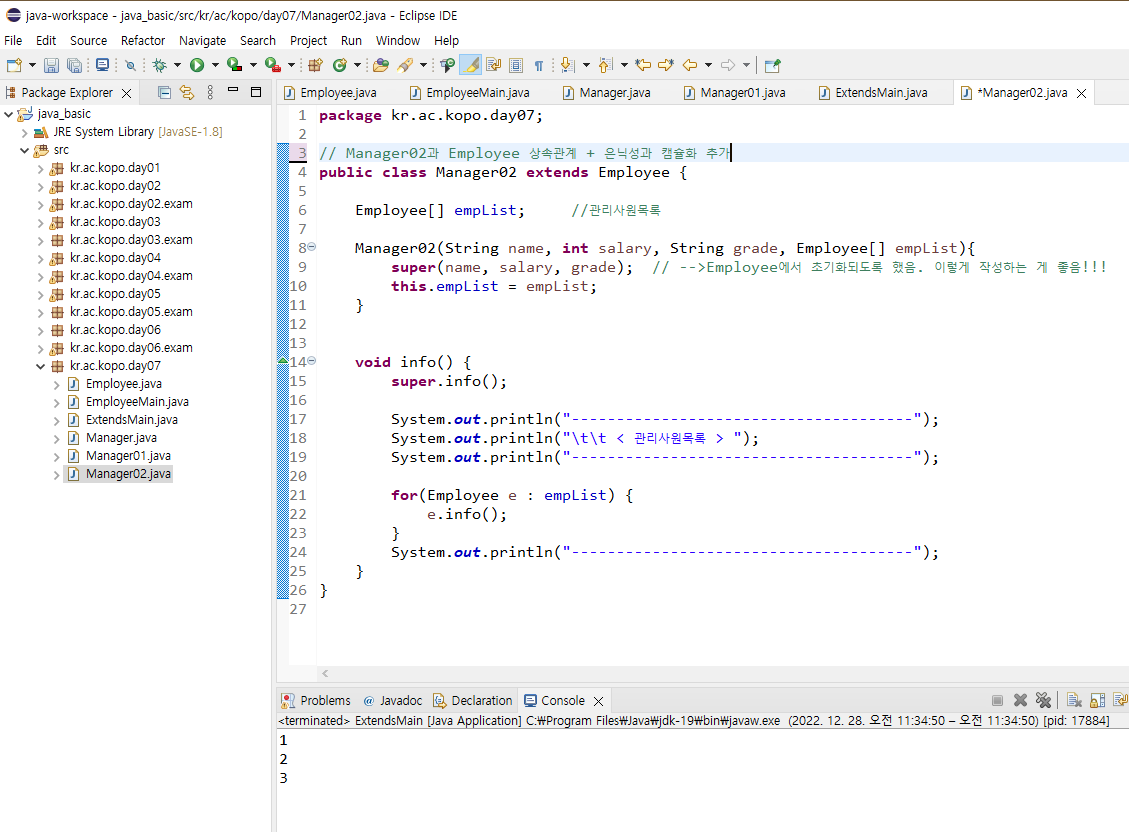 java-workspace - java_basic/src/kr/ac/kopo/day07/Manager02.java - Eclipse IDE
File Edit Source Refactor Navigate Search Project Run Window Help
Package Explorer
java_basic
JRE System Library [JavaSE-1.8]
src
kr.ac.kopo.day01
kr.ac.kopo.day02
kr.ac.kopo.day02.exam
kr.ac.kopo.day03
kr.ac.kopo.day03.exam
kr.ac.kopo.day04
kr.ac.kopo.day04.exam
kr.ac.kopo.day05
kr.ac.kopo.day05.exam
kr.ac.kopo.day06
kr.ac.kopo.day06.exam
kr.ac.kopo.day07
Employee.java
EmployeeMain.java
ExtendsMain.java
Manager.java
Manager01.java
Manager02.java
Employee.java EmployeeMain.java Manager.java Manager01.java ExtendsMain.java *Manager02.java
1 package kr.ac.kopo.day07;
2
3 // Manager02과 Employee 상속관계 + 은닉성과 캡슐화 추가
4 public class Manager02 extends Employee {
5
6 Employee[] empList; //관리사원목록
7
8 Manager02(String name, int salary, String grade, Employee[] empList){
9 super(name, salary, grade); // -->Employee에서 초기화되도록 했음. 이렇게 작성하는 게 좋음!!!
10 this.empList = empList;
11 }
12
13
14 void info() {
15 super.info();
16
17 System.out.println("--------------------------------------");
18 System.out.println("\t\t < 관리사원목록 > ");
19 System.out.println("--------------------------------------");
20
21 for(Employee e : empList) {
22 e.info();
23 }
24 System.out.println("--------------------------------------");
25 }
26 }
27
Problems @ Javadoc Declaration Console
<terminated> ExtendsMain [Java Application] C:₩Program Files₩Java₩jdk-19₩bin₩javaw.exe (2022. 12. 28. 오전 11:34:50 – 오전 11:34:50) [pid: 17884]
1
2
3